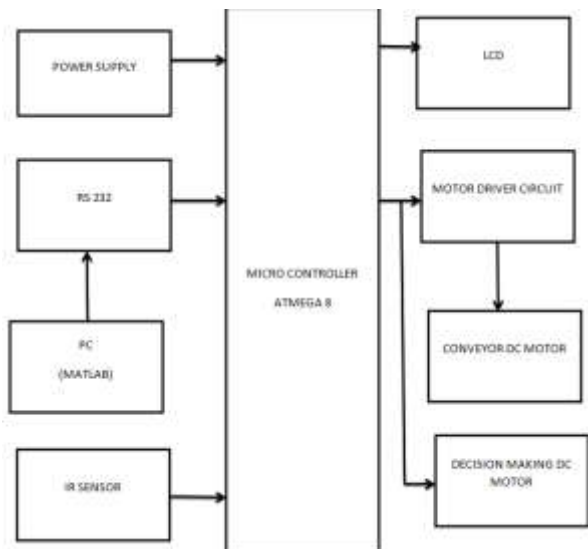 POWER SUPPLY
LCD
RS 232
MOTOR DRIVER CIRCUIT
MICRO CONTROLLER
ATMEGA 8
PC
(MATLAB)
CONVEYOR DC MOTOR
IR SENSOR
DECISION MAKING DC
MOTOR